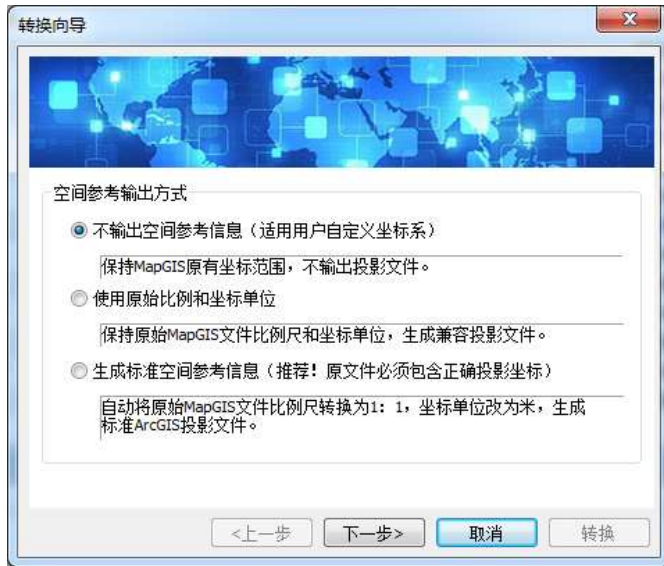 转换向导
空间参考输出方式
不输出空间参考信息（适用用户自定义坐标系）
保持MapGIS原有坐标范围，不输出投影文件。
使用原始比例和坐标单位
保持原始MapGIS文件比例尺和坐标单位，生成兼容投影文件。
生成标准空间参考信息（推荐！原文件必须包含正确投影坐标）
自动将原始MapGIS文件比例尺转换为1：1，坐标单位改为米，生成
标准ArcGIS投影文件。
<上一步 下一步> 取消 转换